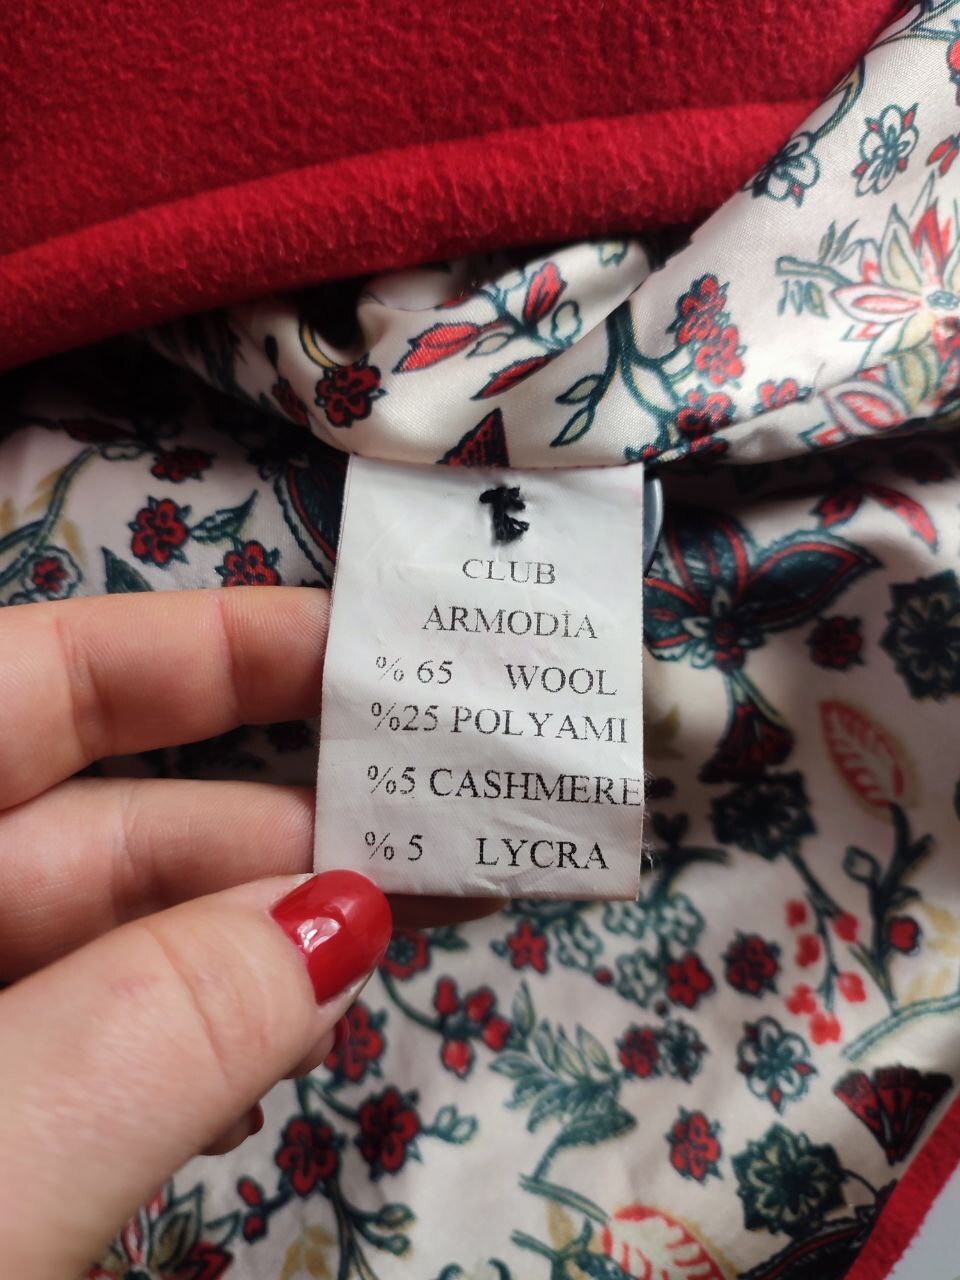 CLUB
ARMODİA
% 65 WOOL
%25 POLYAMI
%5 CASHMERE
% 5 LYCRA